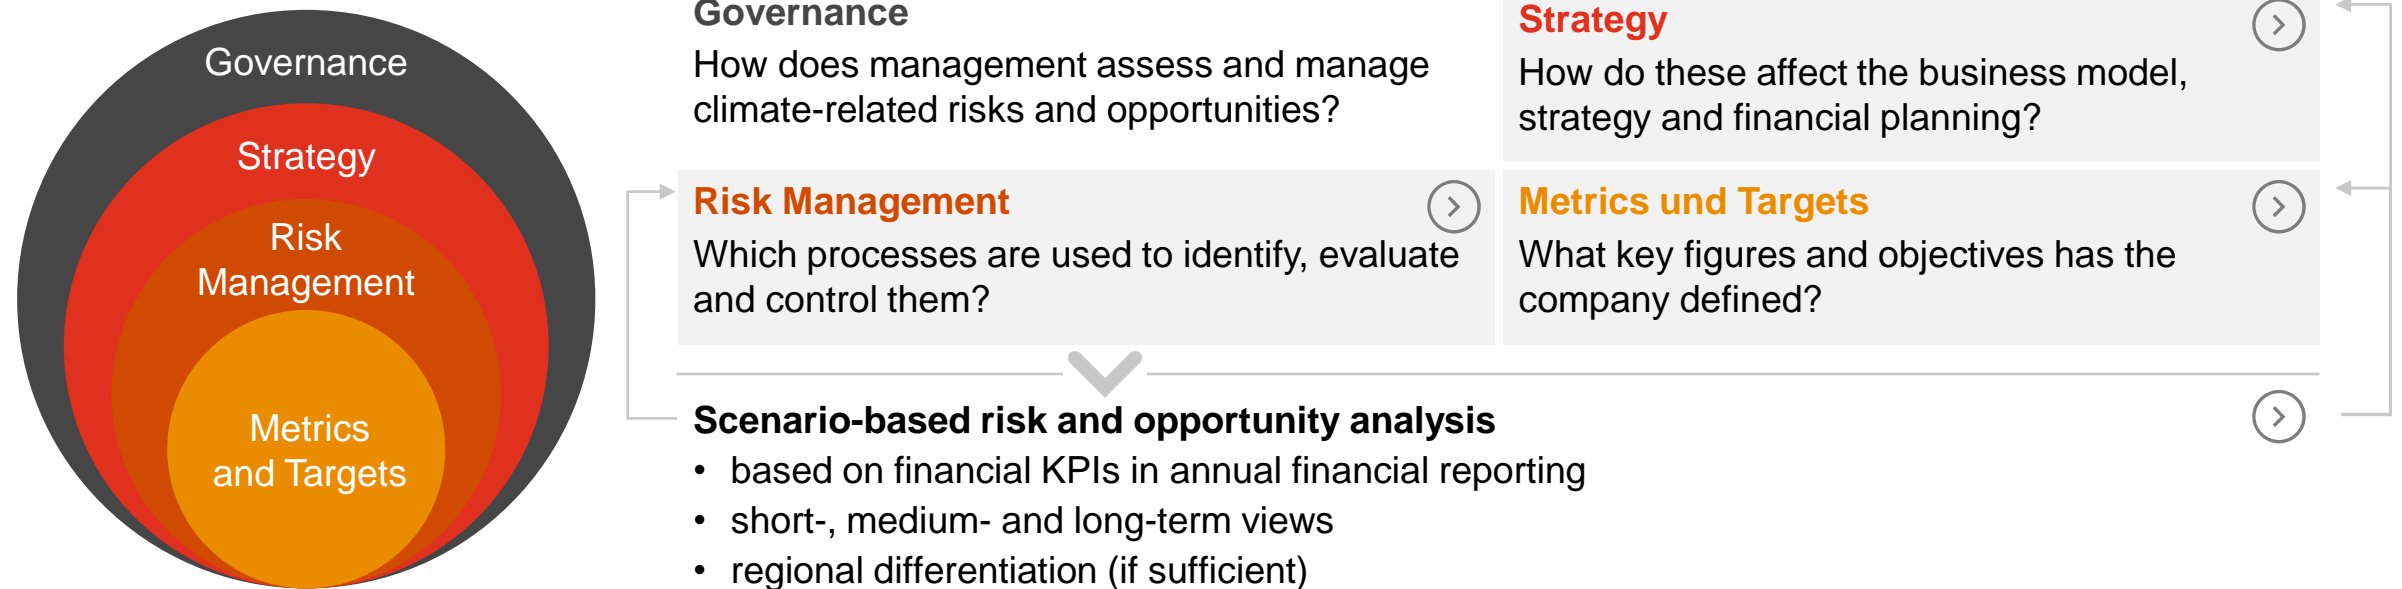 Governance
Strategy
Risk
Management
Metrics
and Targets
Governance
How does management assess and manage
climate-related risks and opportunities?
Strategy
How do these affect the business model,
strategy and financial planning?
Risk Management
Which processes are used to identify, evaluate
and control them?
Metrics und Targets
What key figures and objectives has the
company defined?
Scenario-based risk and opportunity analysis
• based on financial KPIs in annual financial reporting
• short-, medium- and long-term views
• regional differentiation (if sufficient)